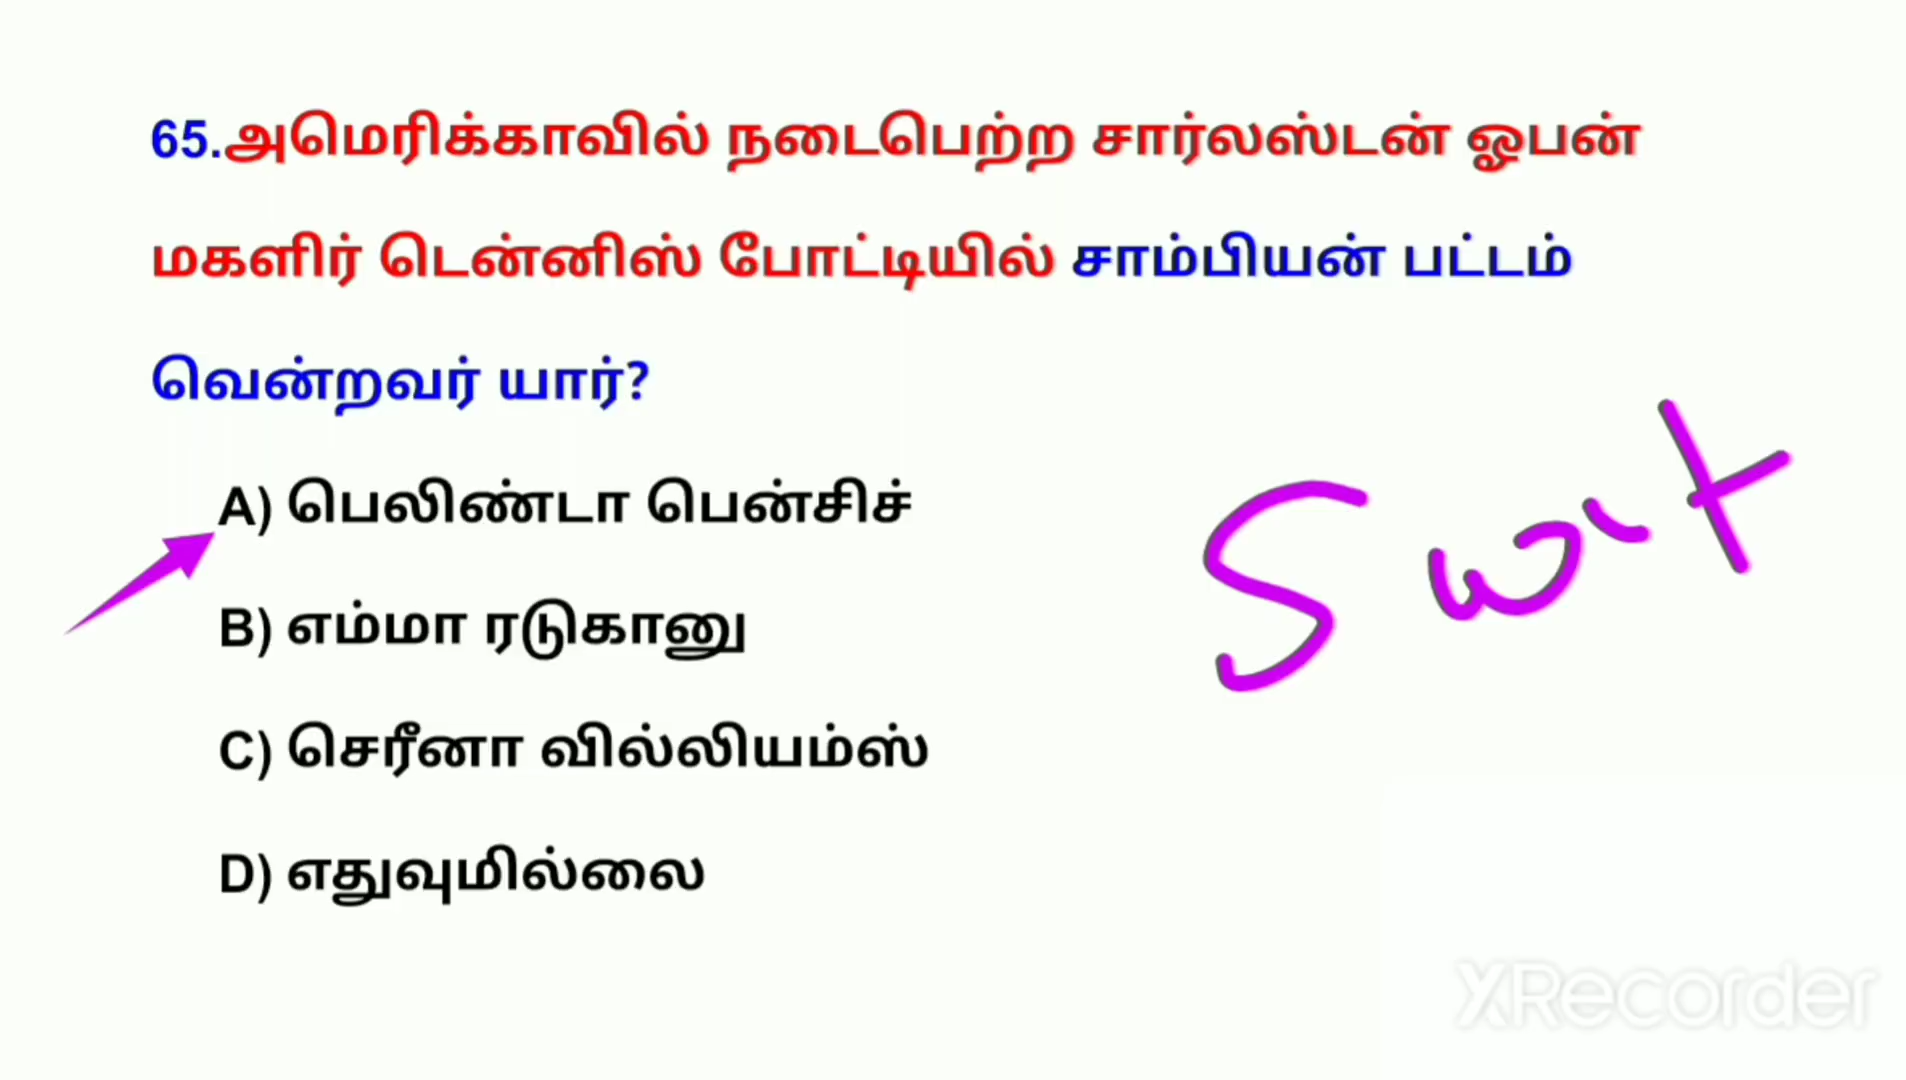 65.அமெரிக்காவில் நடைபெற்ற சார்லஸ்டன் ஓபன்
மகளிர் டென்னிஸ் போட்டியில் சாம்பியன் பட்டம்
வென்றவர் யார்?
A) பெலிண்டா பென்சிச்
B) எம்மா ரடுகானு
C) செரீனா வில்லியம்ஸ்
D) எதுவுமில்லை
XRecorder